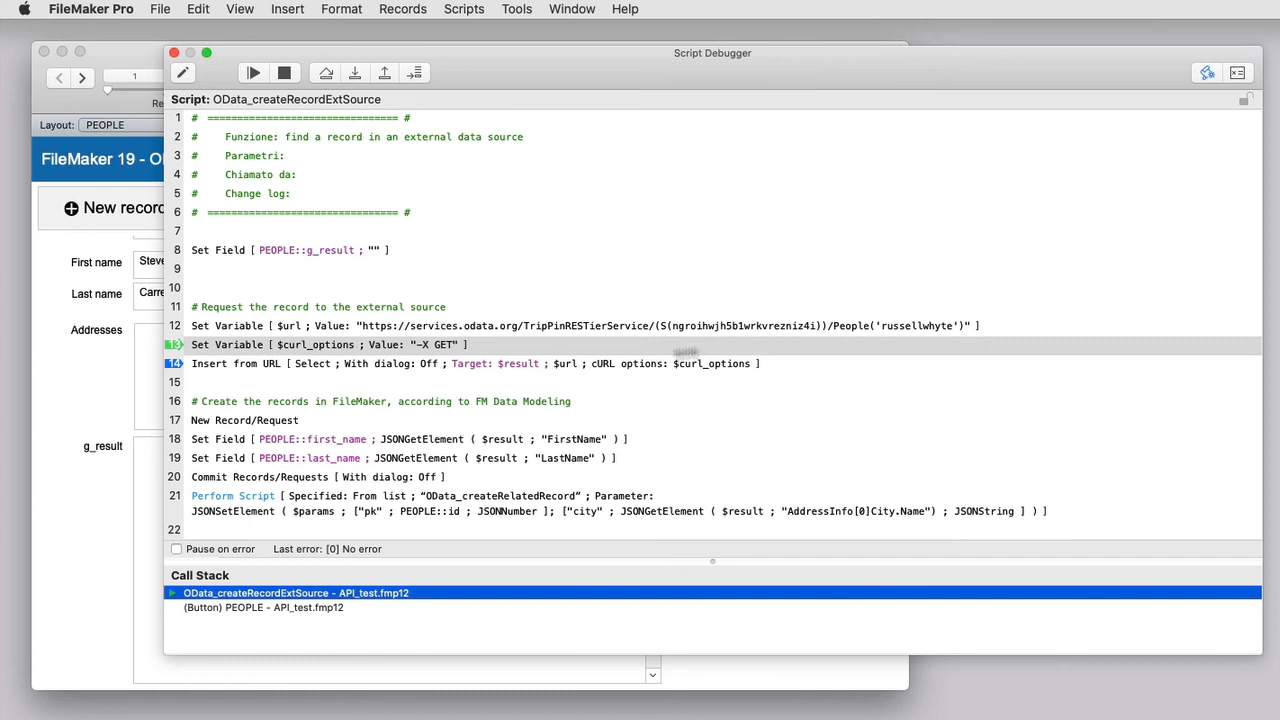 FileMaker Pro File Edit View Insert Format Records Scripts Tools Window Help
Script Debugger
1
Layout: PEOPLE
FileMaker 19 - O
New record
First name Steve
Last name Carre
Addresses
g_result
Script: OData_createRecordExtSource
1 # ================================ #
2 # Funzione: find a record in an external data source
3 # Parametri:
4 # Chiamato da:
5 # Change log:
6 # ================================ #
7
8 Set Field [ PEOPLE::g_result ; "" ]
9
10
11 # Request the record to the external source
12 Set Variable [ $url ; Value: "https://services.odata.org/TripPinRESTierService/(S(ngroihwjh5b1wrkvrezniz4i))/People('russellwhyte')" ]
13 Set Variable [ $curl_options ; Value: "-X GET" ]
14 Insert from URL [ Select ; With dialog: Off ; Target: $result ; $url ; cURL options: $curl_options ]
15
16 # Create the records in FileMaker, according to FM Data Modeling
17 New Record/Request
18 Set Field [ PEOPLE::first_name ; JSONGetElement ( $result ; "FirstName" ) ]
19 Set Field [ PEOPLE::last_name ; JSONGetElement ( $result ; "LastName" ) ]
20 Commit Records/Requests [ With dialog: Off ]
21 Perform Script [ Specified: From list ; “OData_createRelatedRecord” ; Parameter:
JSONSetElement ( $params ; ["pk" ; PEOPLE::id ; JSONNumber ]; ["city" ; JSONGetElement ( $result ; "AddressInfo[0]City.Name") ; JSONString ] ) ]
22
Pause on error Last error: [0] No error
Call Stack
OData_createRecordExtSource - API_test.fmp12
(Button) PEOPLE - API_test.fmp12